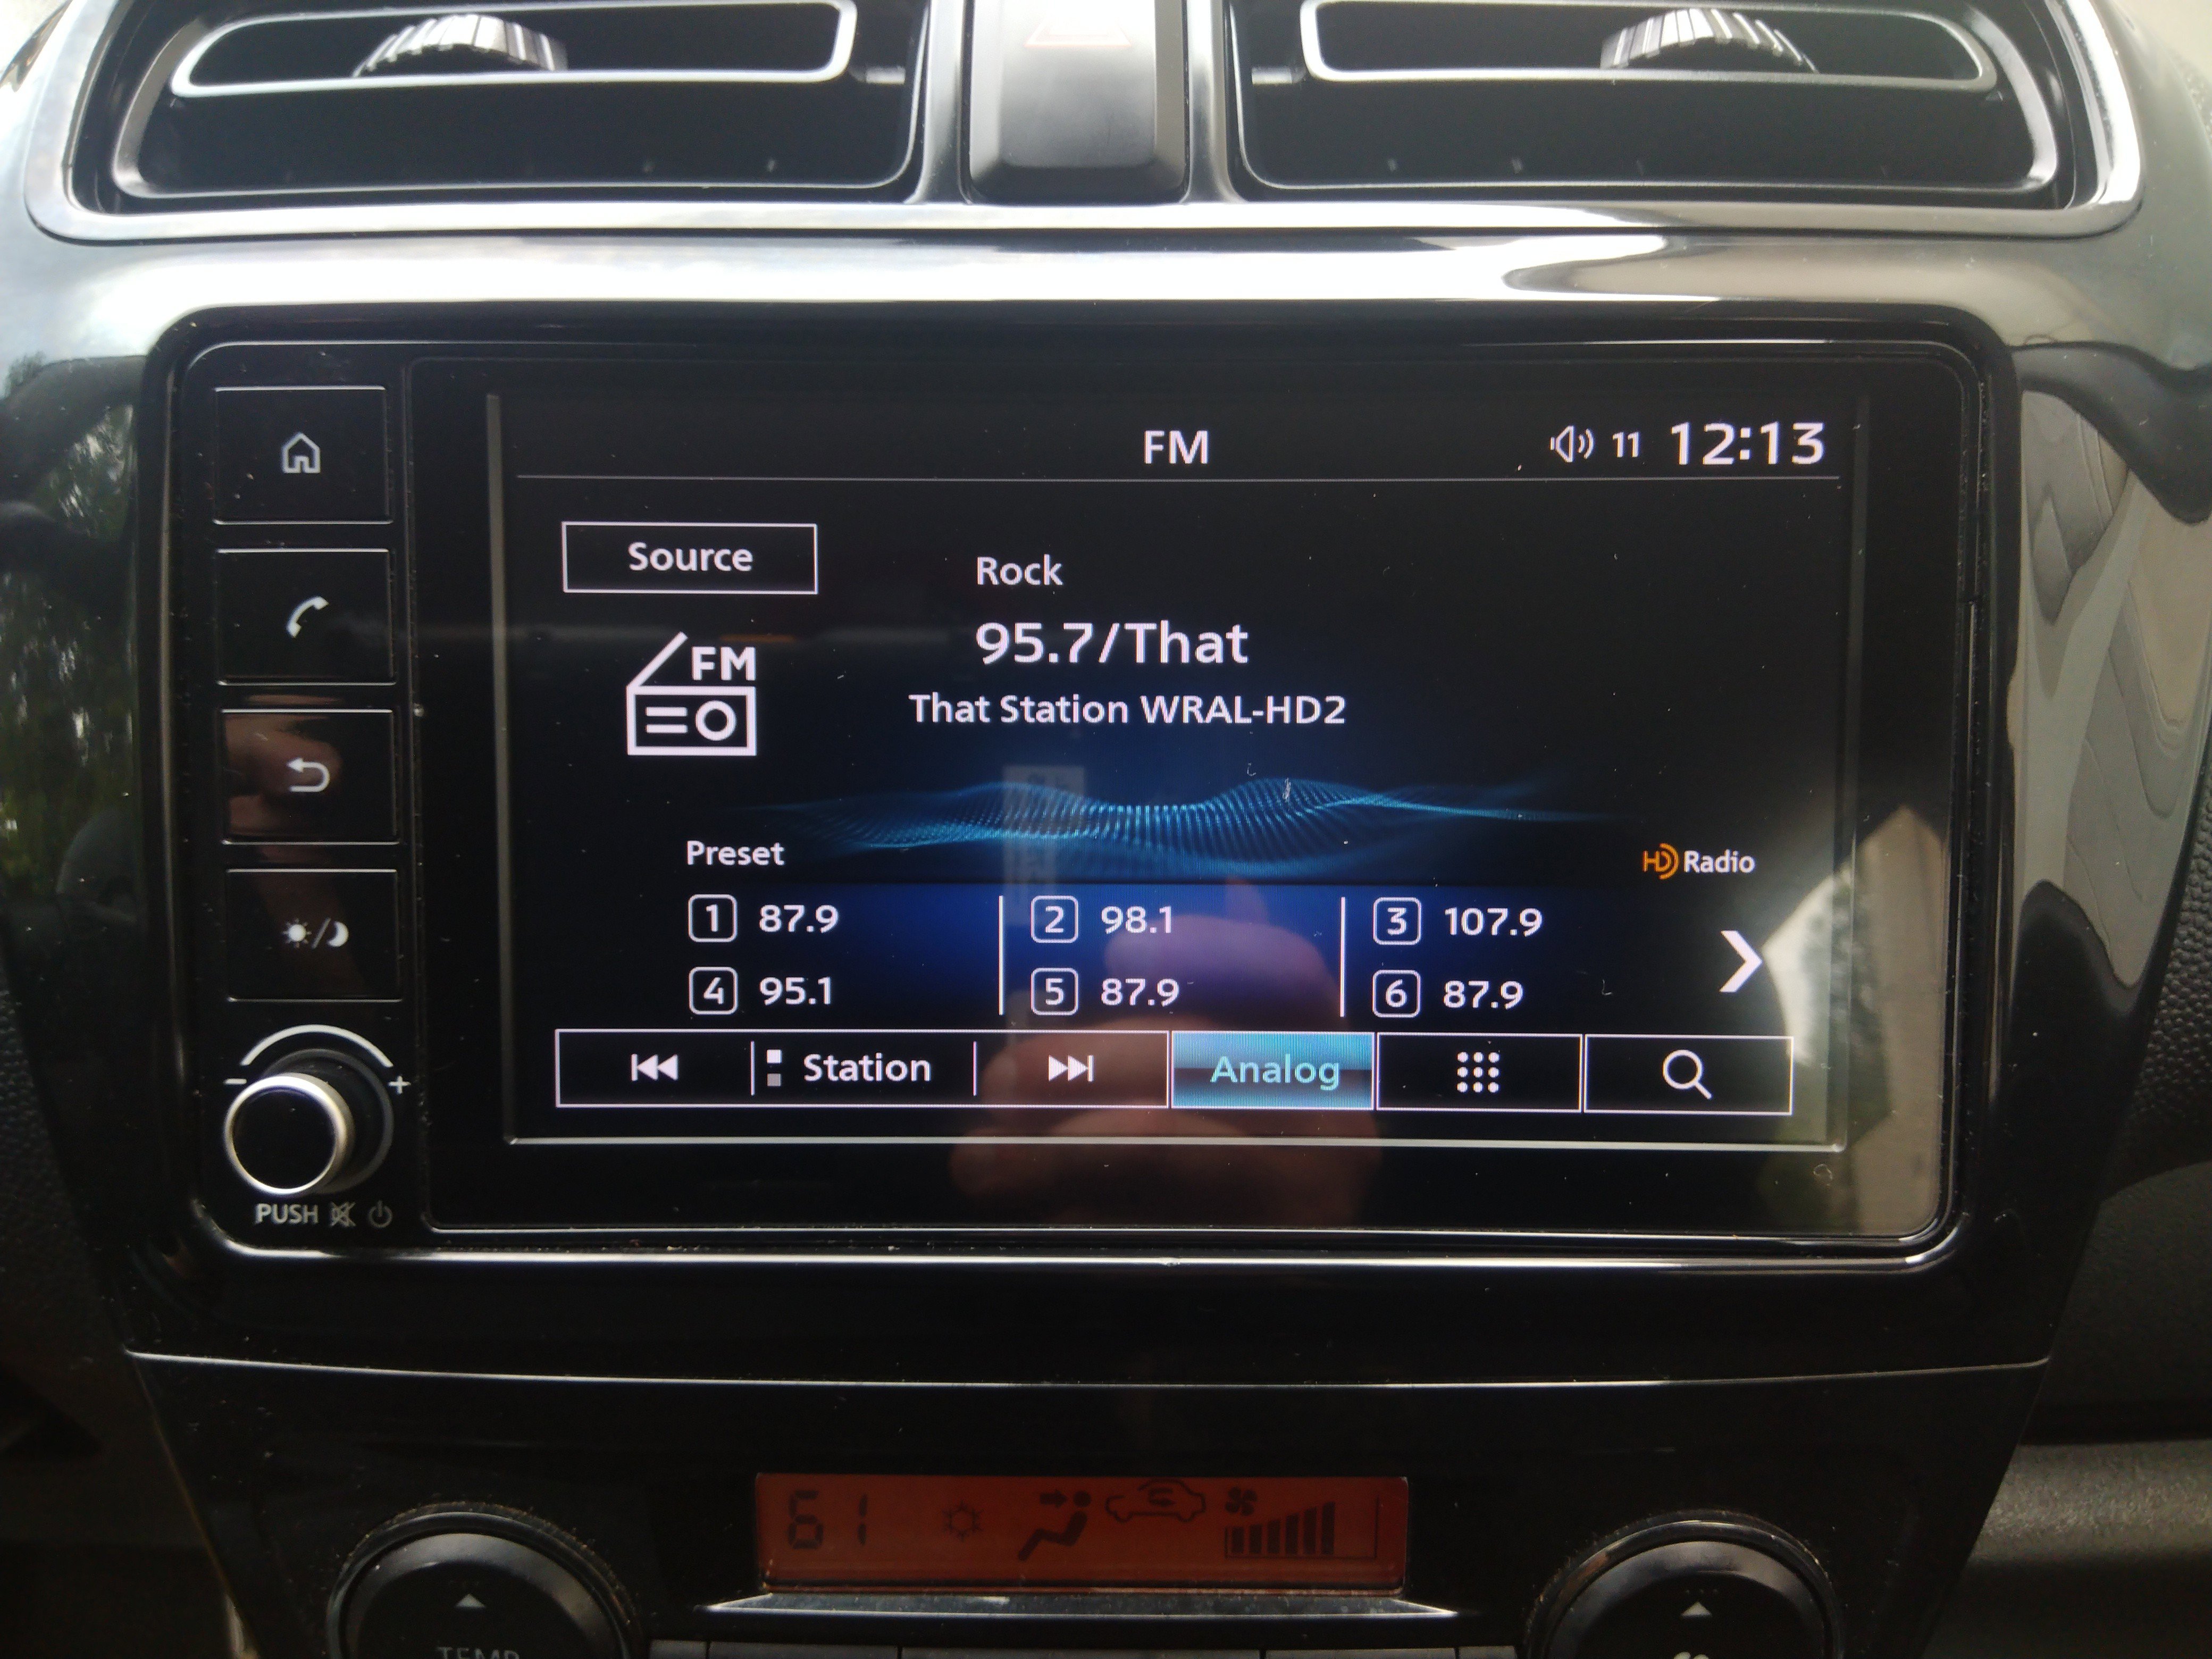 FM
11 12:13
Source
Rock
FM
95.7/That
That Station WRAL-HD2
Preset
HD Radio
1 87.9
2 98.1
3 107.9
4 95.1
5 87.9
6 87.9
Station
Analog
- +
PUSH
61
TEMP